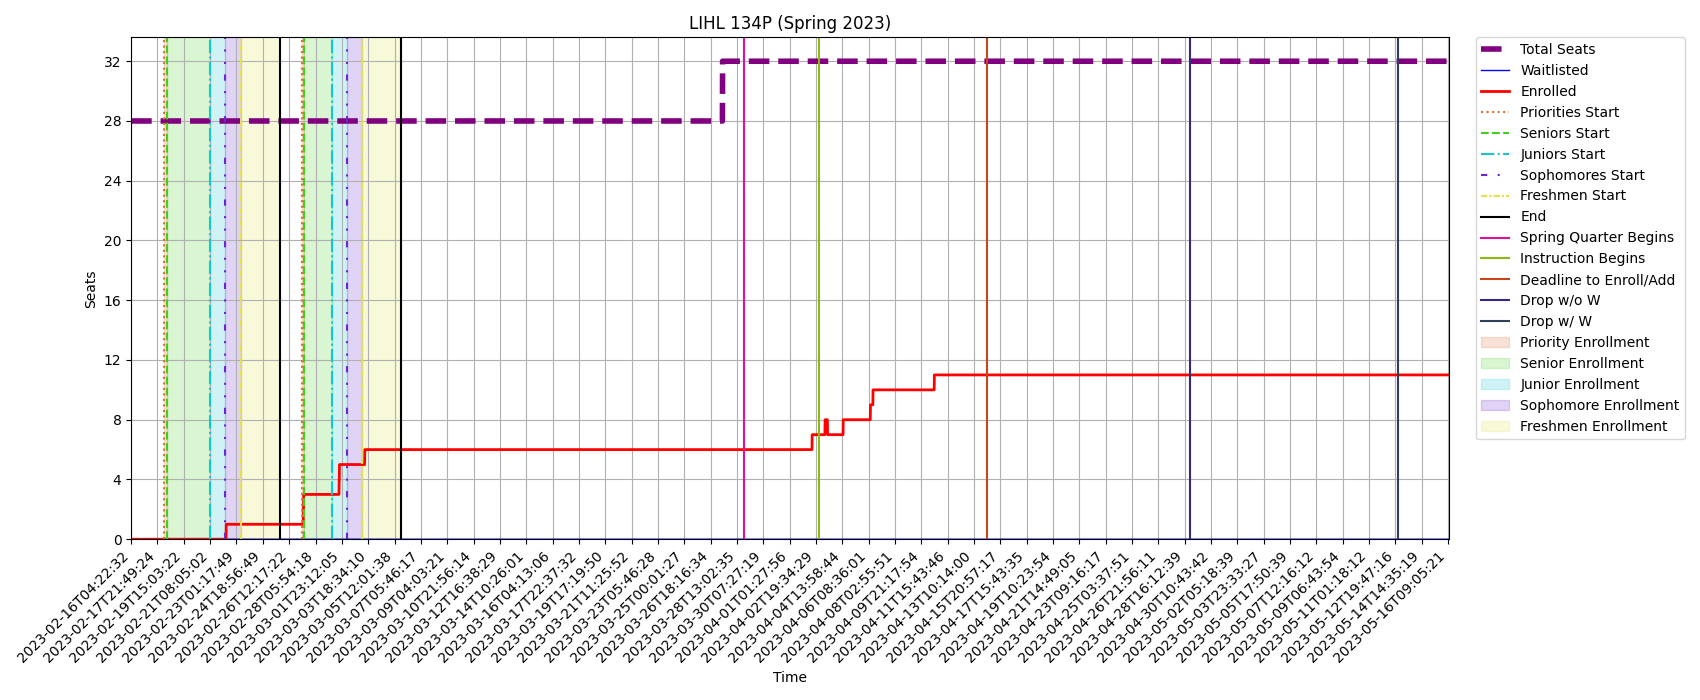 LIHL 134P (Spring 2023)
Seats
32
28
24
20
16
12
8
4
0
2023-02-16T04:22:32
2023-02-17T21:49:24
2023-02-19T15:03:22
2023-02-21T08:05:02
2023-02-23T01:17:49
2023-02-24T18:56:49
2023-02-26T12:17:22
2023-02-28T05:54:18
2023-03-01T23:12:05
2023-03-03T18:34:10
2023-03-05T12:01:38
2023-03-07T05:46:17
2023-03-09T04:03:21
2023-03-10T21:56:14
2023-03-12T16:38:29
2023-03-14T10:26:01
2023-03-16T04:13:06
2023-03-17T22:37:32
2023-03-19T17:19:50
2023-03-21T11:25:52
2023-03-23T05:46:28
2023-03-25T00:01:27
2023-03-26T18:16:34
2023-03-28T13:02:35
2023-03-30T07:27:19
2023-04-01T01:27:56
2023-04-02T19:34:29
2023-04-04T13:58:44
2023-04-06T08:36:01
2023-04-08T02:55:51
2023-04-09T21:17:54
2023-04-11T15:43:46
2023-04-13T10:14:00
2023-04-15T20:57:17
2023-04-17T15:43:35
2023-04-19T10:23:54
2023-04-21T14:49:05
2023-04-23T09:16:17
2023-04-25T03:37:51
2023-04-26T21:56:11
2023-04-28T16:12:39
2023-04-30T10:43:42
2023-05-02T05:18:39
2023-05-03T23:33:27
2023-05-05T17:50:39
2023-05-07T12:16:12
2023-05-09T06:43:54
2023-05-11T01:18:12
2023-05-12T19:47:16
2023-05-14T14:35:19
2023-05-16T09:05:21
Time
Total Seats
Waitlisted
Enrolled
Priorities Start
Seniors Start
Juniors Start
Sophomores Start
Freshmen Start
End
Spring Quarter Begins
Instruction Begins
Deadline to Enroll/Add
Drop w/o W
Drop w/ W
Priority Enrollment
Senior Enrollment
Junior Enrollment
Sophomore Enrollment
Freshmen Enrollment